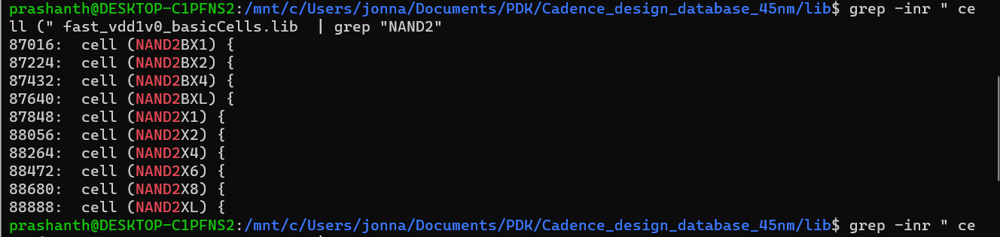 prashanth@DESKTOP-C1PFNS2:/mnt/c/Users/jonna/Documents/PDK/Cadence_design_database_45nm/lib$ grep -inr " ce
ll (" fast_vdd1v0_basicCells.lib  | grep "NAND2"
87016:  cell (NAND2BX1) {
87224:  cell (NAND2BX2) {
87432:  cell (NAND2BX4) {
87640:  cell (NAND2BXL) {
87848:  cell (NAND2X1) {
88056:  cell (NAND2X2) {
88264:  cell (NAND2X4) {
88472:  cell (NAND2X6) {
88680:  cell (NAND2X8) {
88888:  cell (NAND2XL) {
prashanth@DESKTOP-C1PFNS2:/mnt/c/Users/jonna/Documents/PDK/Cadence_design_database_45nm/lib$ grep -inr " ce